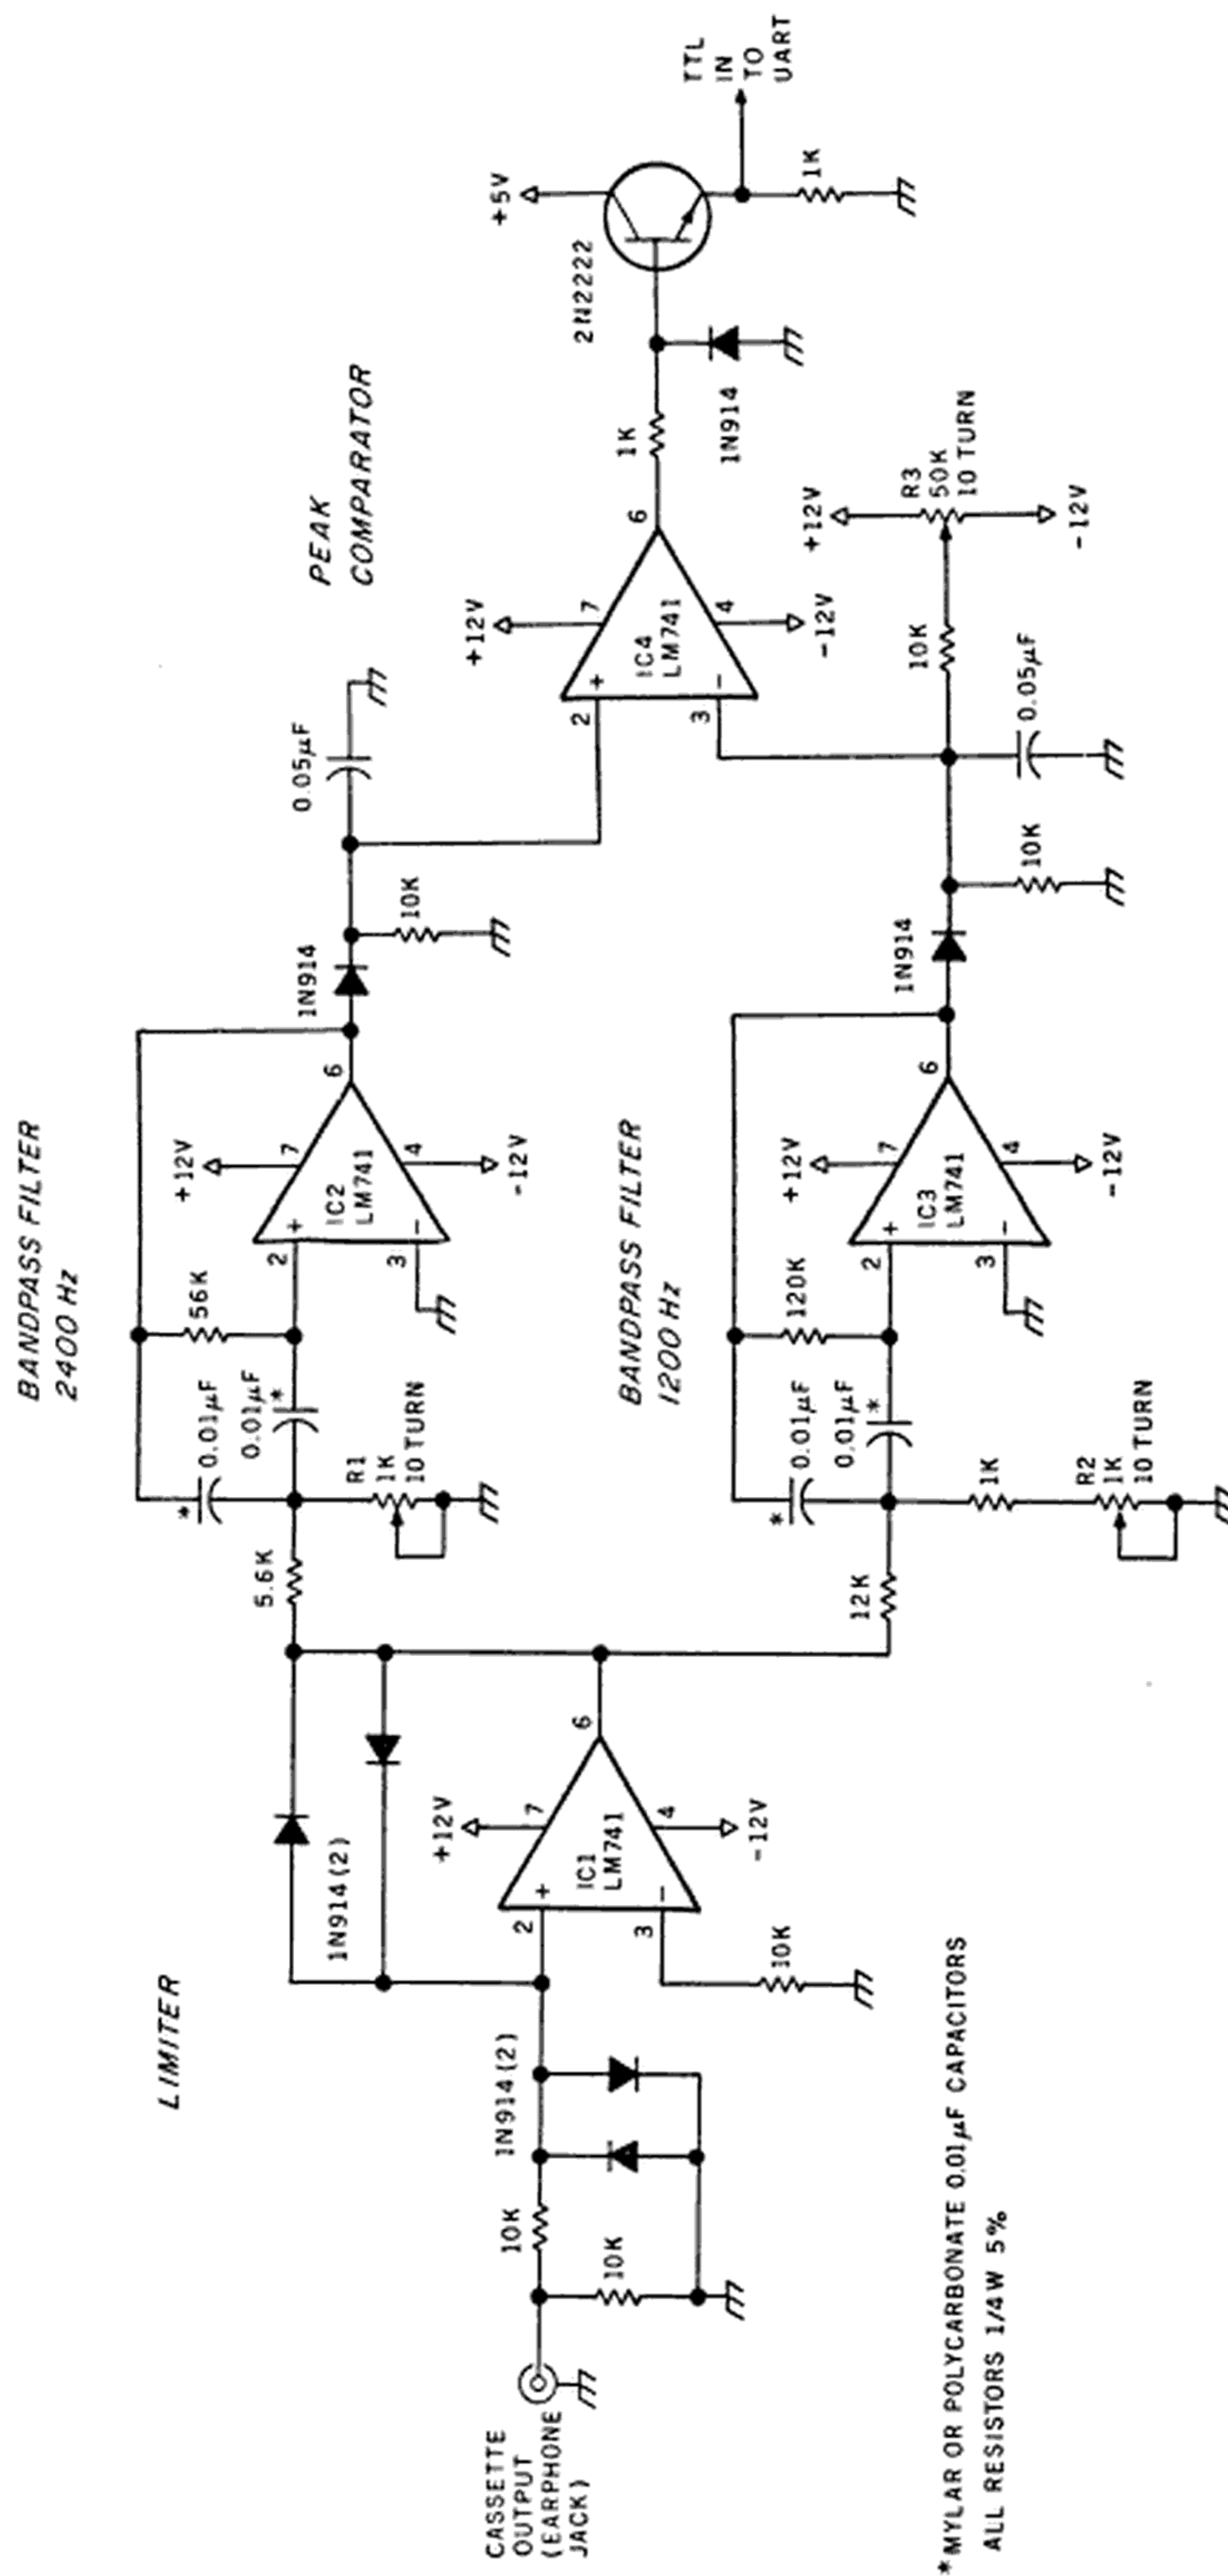 LIMITER
BANDPASS FILTER
2400 Hz
PEAK
COMPARATOR
CASSETTE
OUTPUT
(EARPHONE
JACK)
10K
10K
1N914(2)
1N914(2)
2
+
3
-
IC1
LM741
7
+12V
4
-12V
6
10K
5.6K
*
0.01µF
0.01µF
*
R1
1K
10 TURN
56K
2
+
3
-
IC2
LM741
7
+12V
4
-12V
6
1N914
10K
0.05µF
BANDPASS FILTER
1200 Hz
12K
*
0.01µF
0.01µF
*
1K
R2
1K
10 TURN
120K
2
+
3
-
IC3
LM741
7
+12V
4
-12V
6
1N914
10K
0.05µF
10K
+12V
R3
50K
10 TURN
-12V
2
+
3
-
IC4
LM741
7
+12V
4
-12V
6
1K
1N914
2N2222
+5V
1K
TTL
IN
TO
UART
*MYLAR OR POLYCARBONATE 0.01µF CAPACITORS
ALL RESISTORS 1/4W 5%